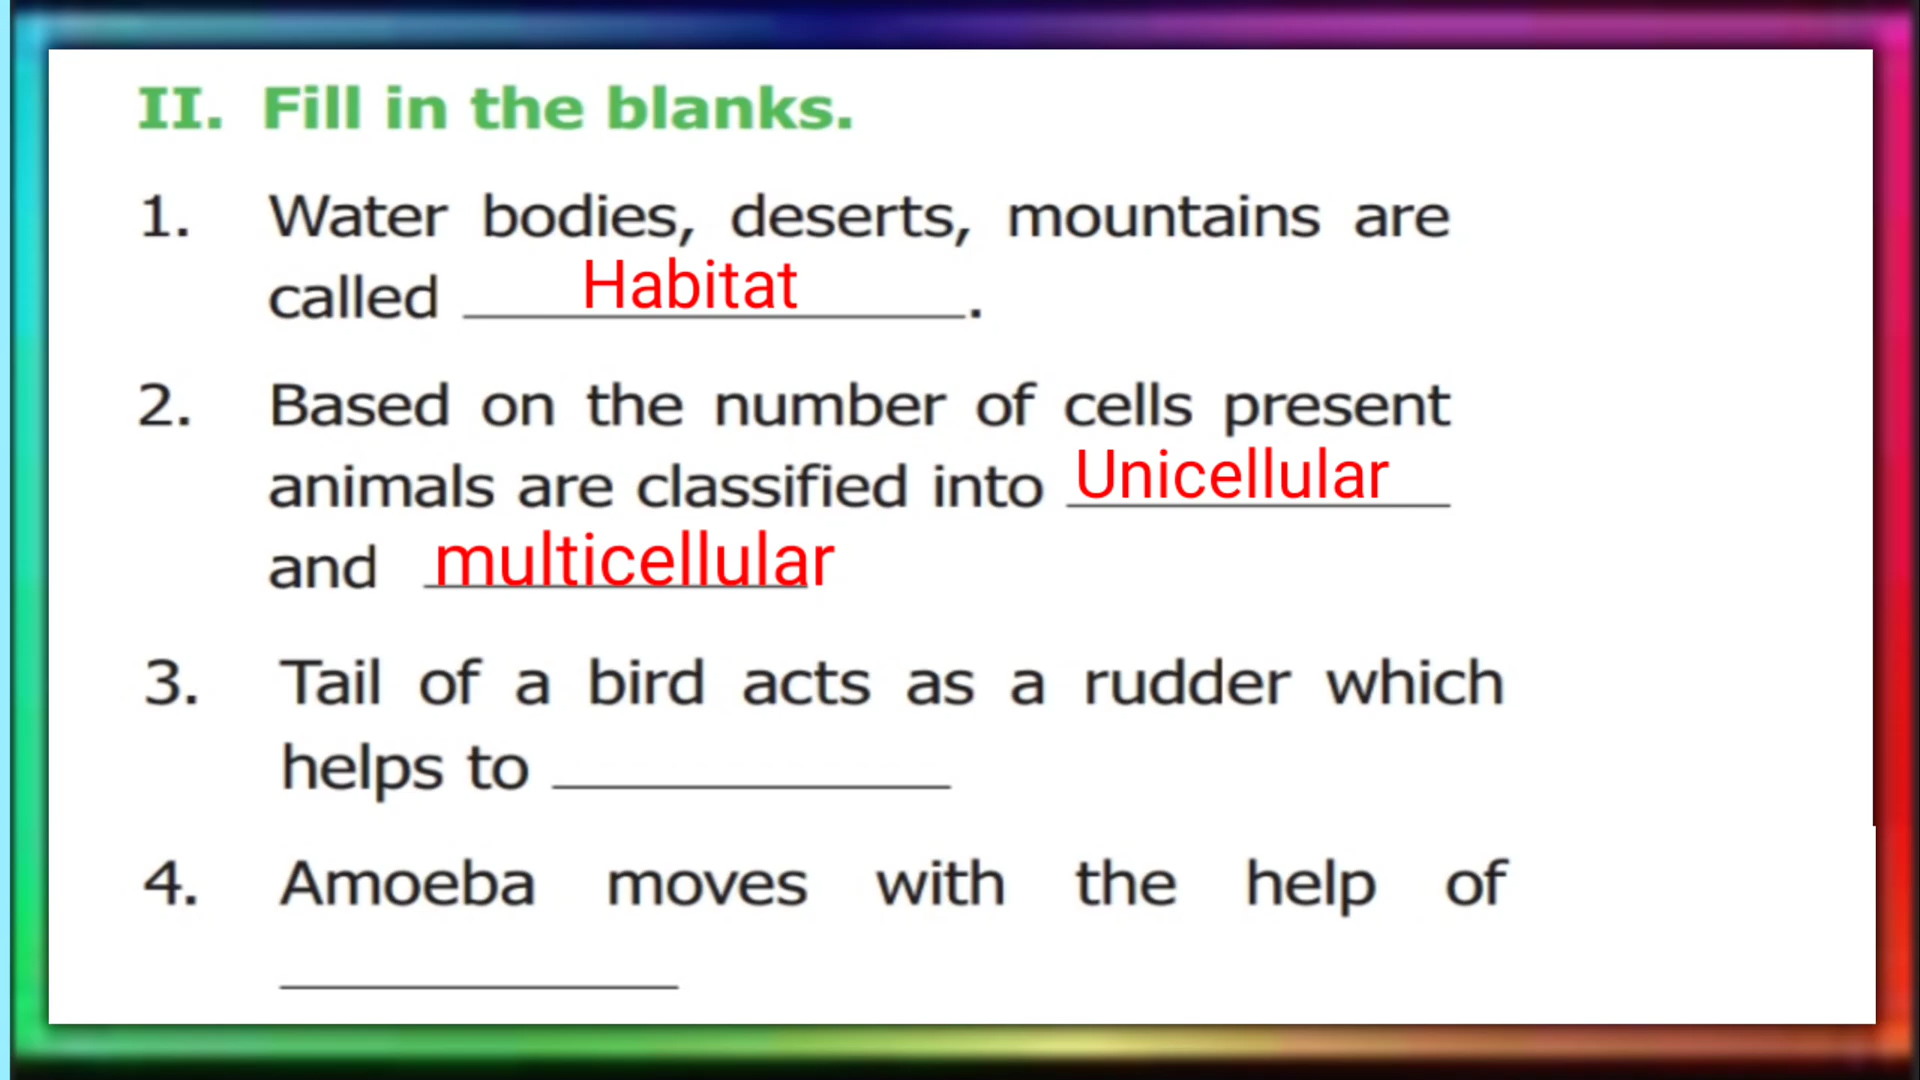 II. Fill in the blanks.
1. Water bodies, deserts, mountains are
called Habitat.
2. Based on the number of cells present
animals are classified into Unicellular
and multicellular
3. Tail of a bird acts as a rudder which
helps to ____________
4. Amoeba moves with the help of
____________